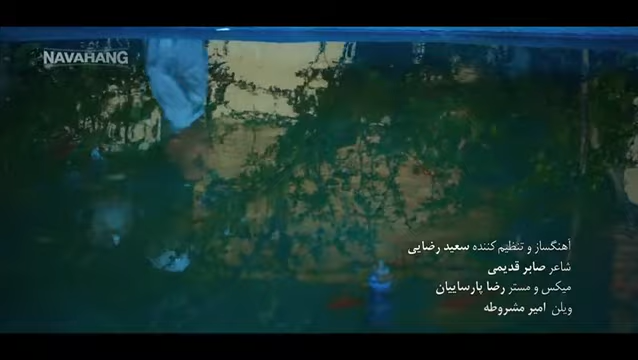 NAVAHANG
آهنگساز و تنظیم کننده سعید رضایی
شاعر صابر قدیمی
میکس و مستر رضا پارساییان
ویلن امیر مشروطه